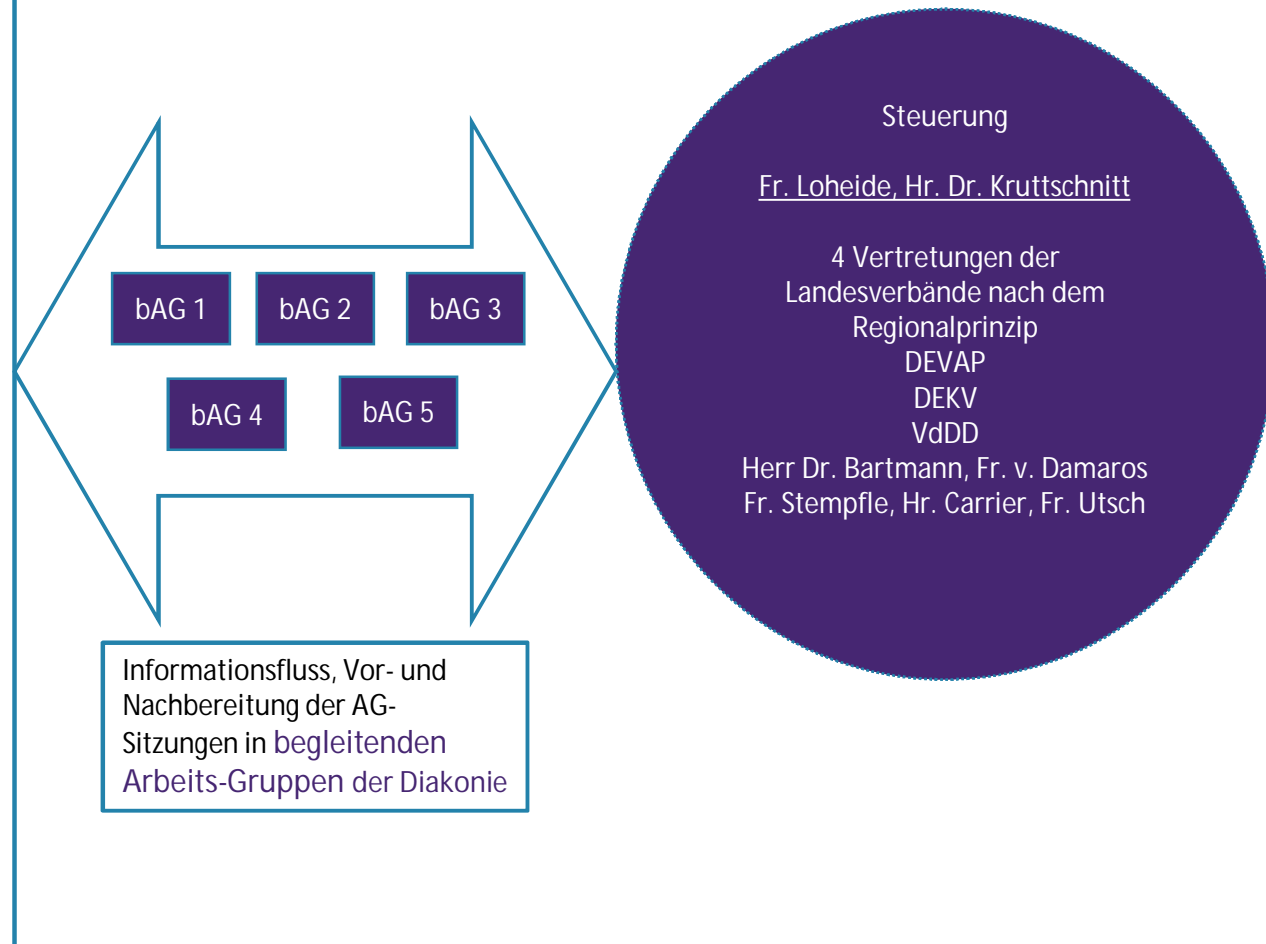 bAG 1
bAG 2
bAG 3
bAG 4
bAG 5
Informationsfluss, Vor- und
Nachbereitung der AG-
Sitzungen in begleitenden
Arbeits-Gruppen der Diakonie
Steuerung
Fr. Loheide, Hr. Dr. Kruttschnitt
4 Vertretungen der
Landesverbände nach dem
Regionalprinzip
DEVAP
DEKV
VdDD
Herr Dr. Bartmann, Fr. v. Damaros
Fr. Stempfle, Hr. Carrier, Fr. Utsch